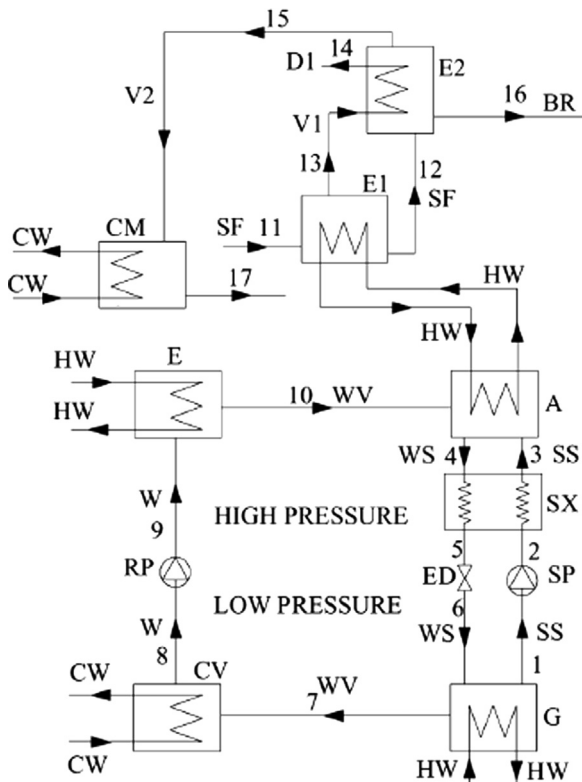 15
D1 14 E2
V2
V1
16 BR
13
12
E1
SF
SF 11
CM
CW
CW
17
HW
HW
HW
E
HW
10 WV
A
WS 4 3 SS
SX
W
9
HIGH PRESSURE
5 2
RP
ED SP
6
LOW PRESSURE
W
8
WS SS
1
CW
CV
7 WV
G
CW
HW HW